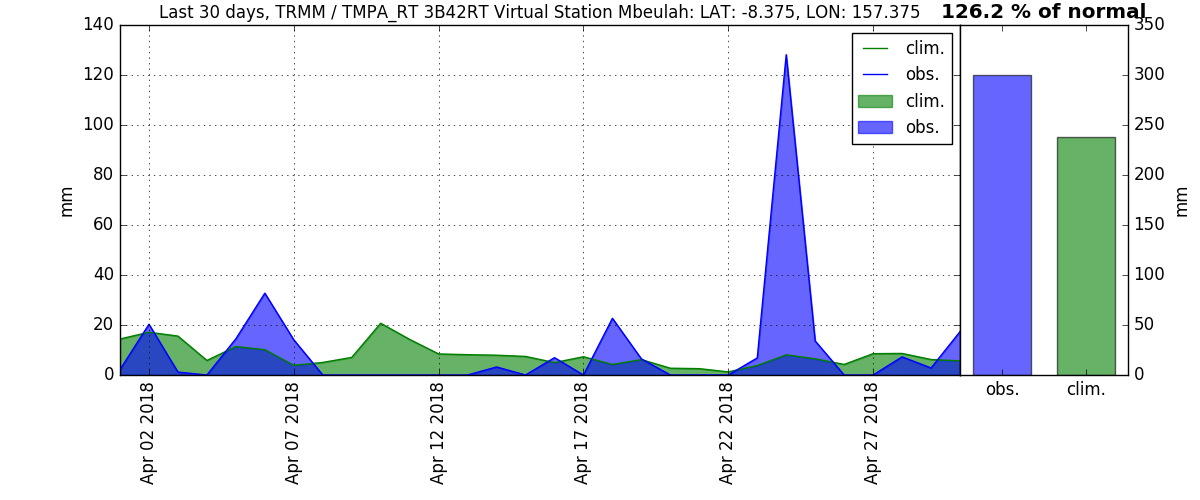 Last 30 days, TRMM / TMPA_RT 3B42RT Virtual Station Mbeulah: LAT: -8.375, LON: 157.375
126.2 % of normal
140
120
100
80
60
40
20
0
mm
clim.
obs.
clim.
obs.
Apr 02 2018
Apr 07 2018
Apr 12 2018
Apr 17 2018
Apr 22 2018
Apr 27 2018
350
300
250
200
150
100
50
0
mm
obs.
clim.